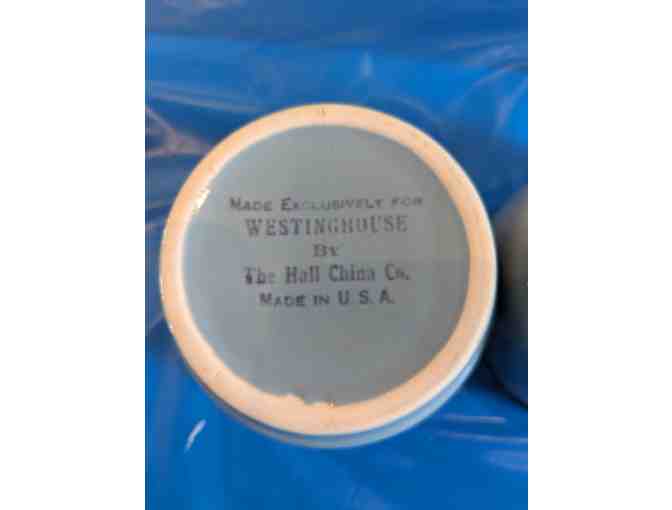 MADE EXCLUSIVELY FOR
WESTINGHOUSE
BY
The Hall China Co.
MADE IN U. S. A.